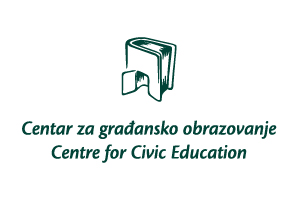 Centar za građansko obrazovanje
Centre for Civic Education